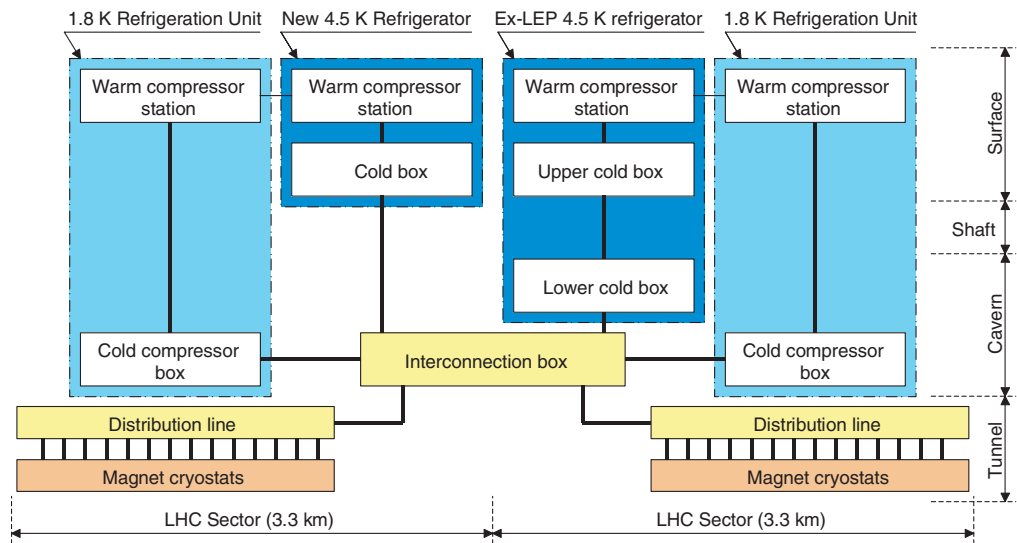 1.8 K Refrigeration Unit
New 4.5 K Refrigerator
Ex-LEP 4.5 K refrigerator
1.8 K Refrigeration Unit
Warm compressor
station
Warm compressor
station
Warm compressor
station
Warm compressor
station
Surface
Cold box
Upper cold box
Shaft
Lower cold box
Cavern
Cold compressor
box
Interconnection box
Cold compressor
box
Distribution line
Distribution line
Tunnel
Magnet cryostats
Magnet cryostats
LHC Sector (3.3 km)
LHC Sector (3.3 km)